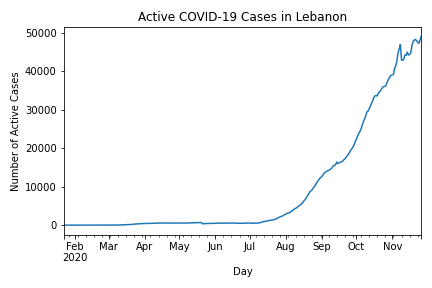 Active COVID-19 Cases in Lebanon
50000
40000
30000
20000
10000
0
Number of Active Cases
Feb Mar Apr May Jun Jul Aug Sep Oct Nov
2020
Day